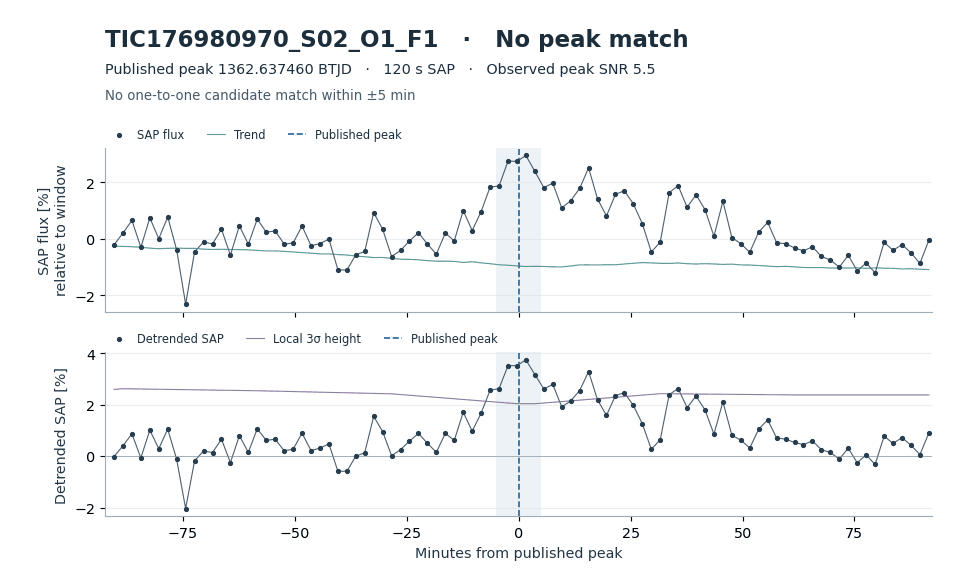 TIC176980970_S02_O1_F1 · No peak match
Published peak 1362.637460 BTJD · 120 s SAP · Observed peak SNR 5.5
No one-to-one candidate match within ±5 min
SAP flux Trend Published peak
SAP flux [%]
relative to window
2
0
−2
Detrended SAP Local 3σ height Published peak
Detrended SAP [%]
4
2
0
−2
−75 −50 −25 0 25 50 75
Minutes from published peak